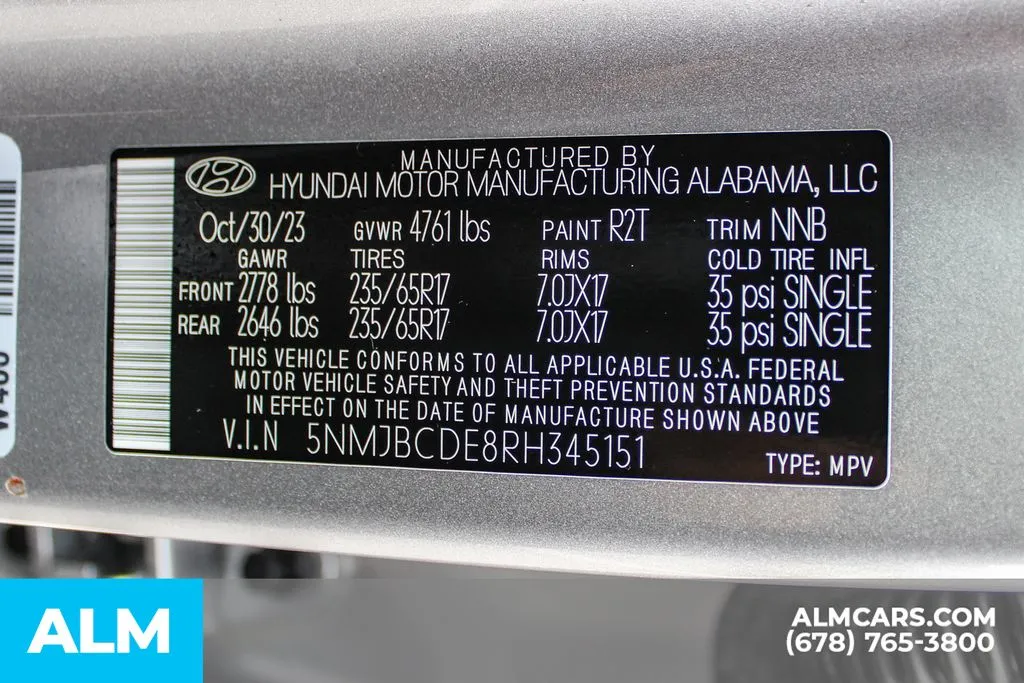 MANUFACTURED BY
HYUNDAI MOTOR MANUFACTURING ALABAMA, LLC
Oct/30/23 GVWR 4761 lbs PAINT R2T TRIM NNB
GAWR TIRES RIMS COLD TIRE INFL
FRONT 2778 lbs 235/65R17 7.0JX17 35 psi SINGLE
REAR 2646 lbs 235/65R17 7.0JX17 35 psi SINGLE
THIS VEHICLE CONFORMS TO ALL APPLICABLE U.S.A. FEDERAL
MOTOR VEHICLE SAFETY AND THEFT PREVENTION STANDARDS
IN EFFECT ON THE DATE OF MANUFACTURE SHOWN ABOVE
V.I.N 5NMJBCDE8RH345151
TYPE: MPV
ALM
ALMCARS.COM
(678) 765-3800